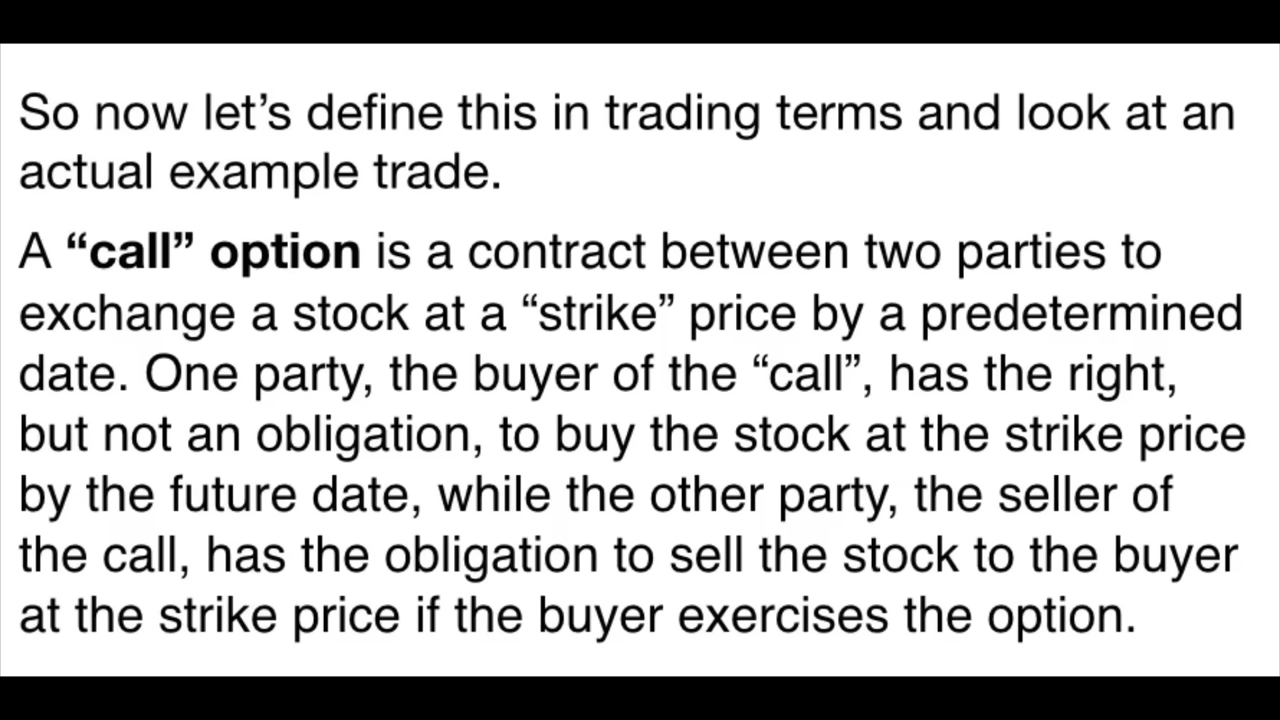 So now let’s define this in trading terms and look at an
actual example trade.
A “call” option is a contract between two parties to
exchange a stock at a “strike” price by a predetermined
date. One party, the buyer of the “call”, has the right,
but not an obligation, to buy the stock at the strike price
by the future date, while the other party, the seller of
the call, has the obligation to sell the stock to the buyer
at the strike price if the buyer exercises the option.